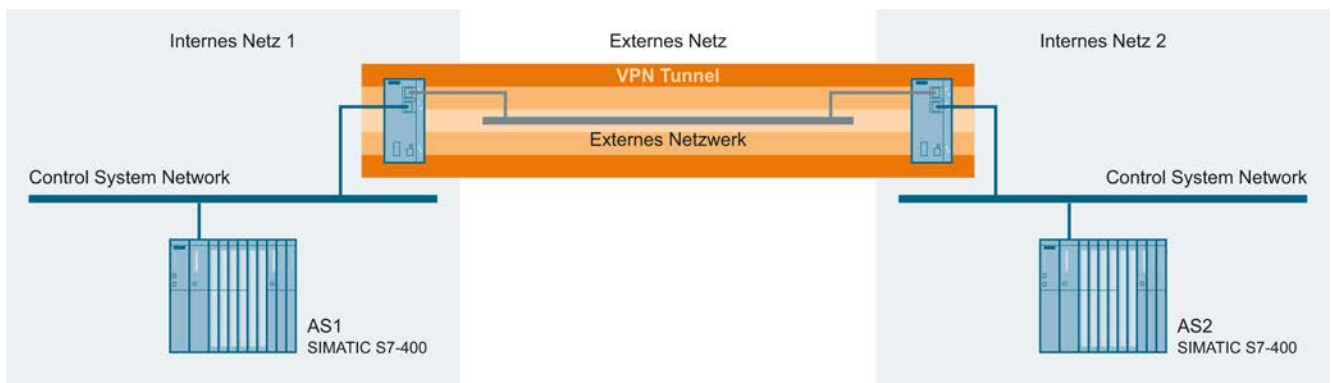 Internes Netz 1
Externes Netz
Internes Netz 2
VPN Tunnel
Externes Netzwerk
Control System Network
Control System Network
AS1
SIMATIC S7-400
AS2
SIMATIC S7-400